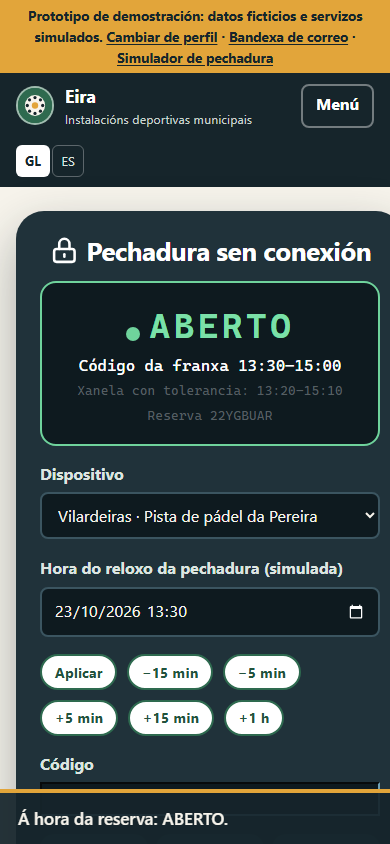 Prototipo de demostración: datos ficticios e servizos
simulados. Cambiar de perfil · Bandexa de correo ·
Simulador de pechadura
Eira
Instalacións deportivas municipais
Menú
GL
ES
Pechadura sen conexión
ABERTO
Código da franxa 13:30–15:00
Xanela con tolerancia: 13:20–15:10
Reserva 22YGBUAR
Dispositivo
Vilardeiras · Pista de pádel da Pereira
Hora do reloxo da pechadura (simulada)
23/10/2026 13:30
Aplicar
−15 min
−5 min
+5 min
+15 min
+1 h
Código
Á hora da reserva: ABERTO.